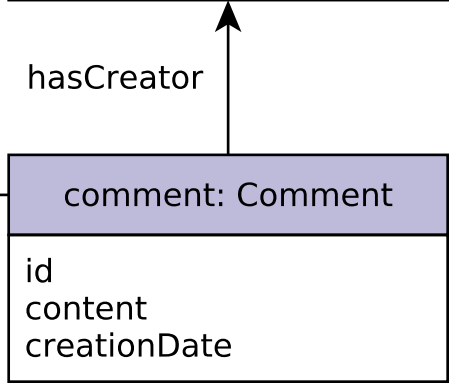 hasCreator
comment: Comment
id
content
creationDate